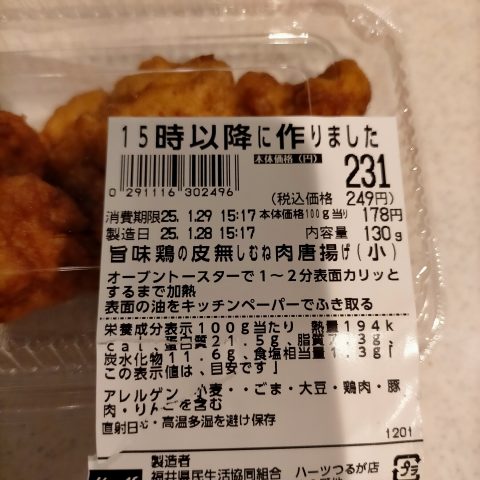 15時以降に作りました
本体価格(円) 231
0 291116 302496
(税込価格 249円)
消費期限25. 1.29 15:17 本体価格100g当り 178円
製造日 25. 1.28 15:17 内容量 130g
旨味鶏の皮無しむね肉唐揚げ(小)
オーブントースターで1〜2分表面カリッと
するまで加熱
表面の油をキッチンペーパーでふき取る
栄養成分表示100g当たり 熱量194k
cal、蛋白質21.5g、脂質7.3g、
炭水化物11.6g、食塩相当量1.3g「
この表示値は、目安です」
アレルゲン 小麦・・ごま・大豆・鶏肉・豚
肉・りんごを含む
直射日・高温多湿を避け保存
1201
製造者
福井県民生活協同組合 ハーツつるが店
プラ